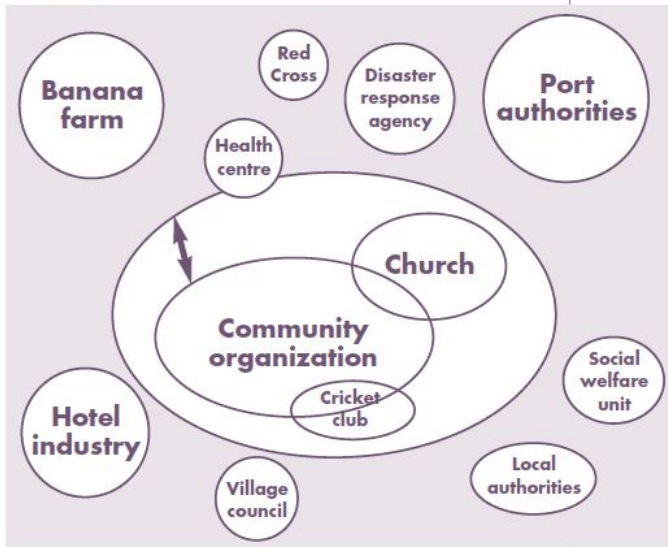 Red
Cross
Banana
farm
Disaster
response
agency
Port
authorities
Health
centre
Church
Community
organization
Cricket
club
Social
welfare
unit
Hotel
industry
Village
council
Local
authorities